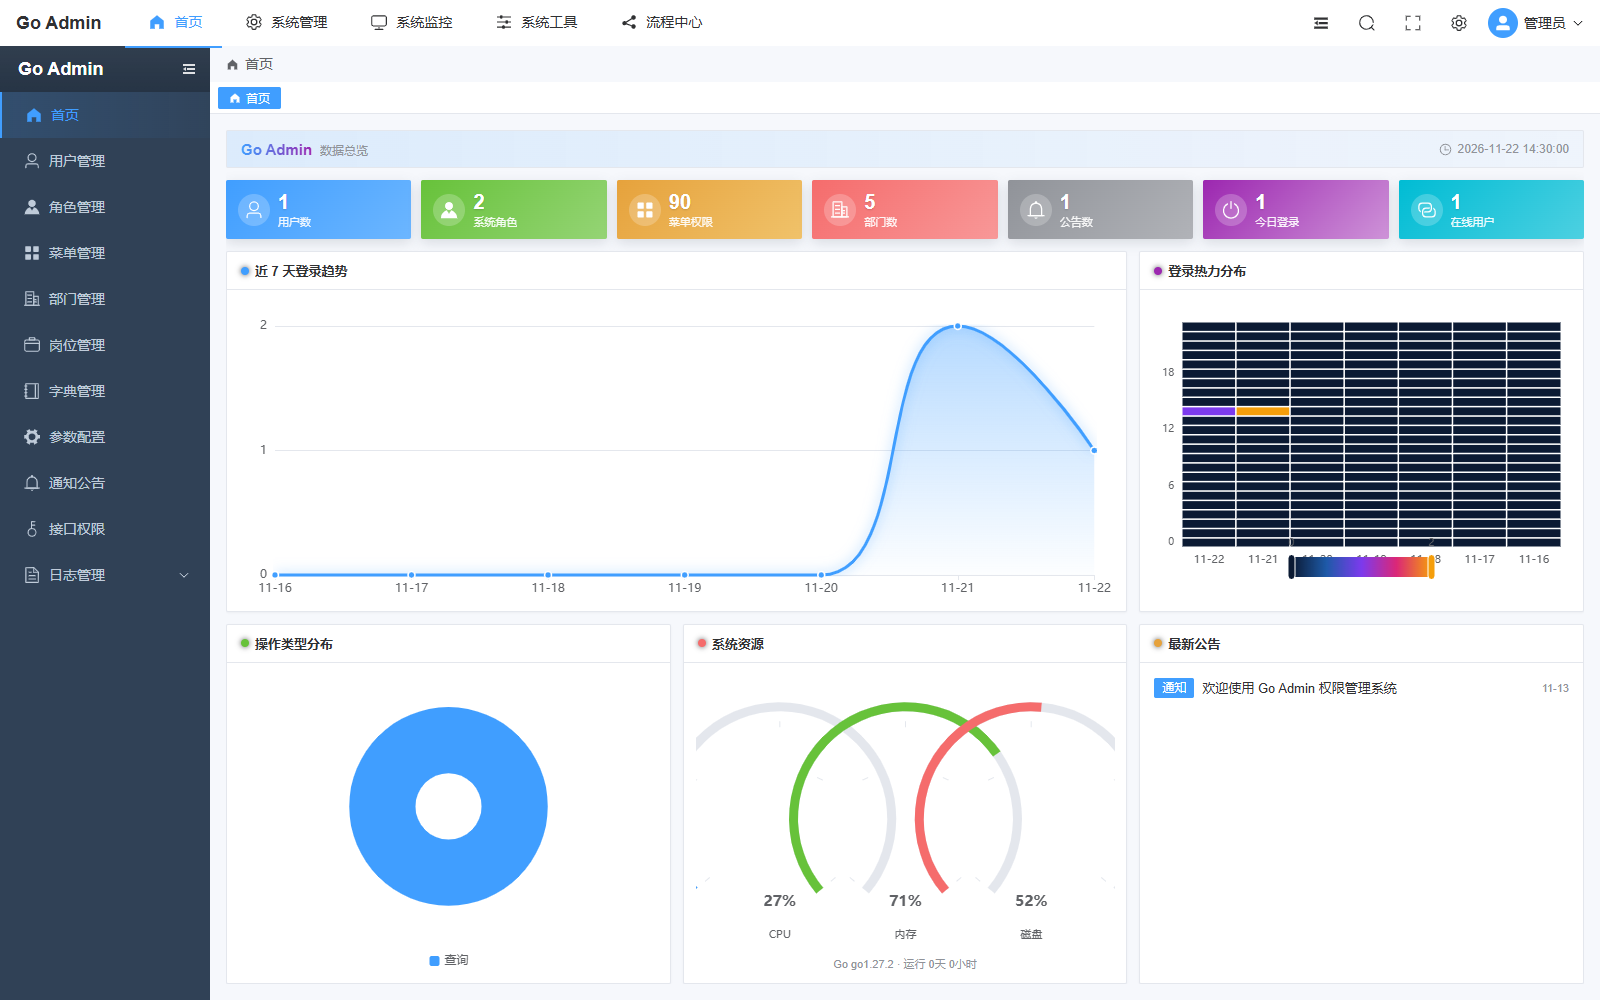 Go Admin
首页
系统管理
系统监控
系统工具
流程中心
管理员
Go Admin
首页
用户管理
角色管理
菜单管理
部门管理
岗位管理
字典管理
参数配置
通知公告
接口权限
日志管理
首页
首页
Go Admin 数据总览
2026-11-22 14:30:00
1
用户数
2
系统角色
90
菜单权限
5
部门数
1
公告数
1
今日登录
1
在线用户
近 7 天登录趋势
2
1
0
11-16 11-17 11-18 11-19 11-20 11-21 11-22
登录热力分布
18
12
6
0
2
11-22 11-21 11-17 11-16
操作类型分布
查询
系统资源
27% 71% 52%
CPU 内存 磁盘
Go go1.27.2 · 运行 0天 0小时
最新公告
通知 欢迎使用 Go Admin 权限管理系统 11-13